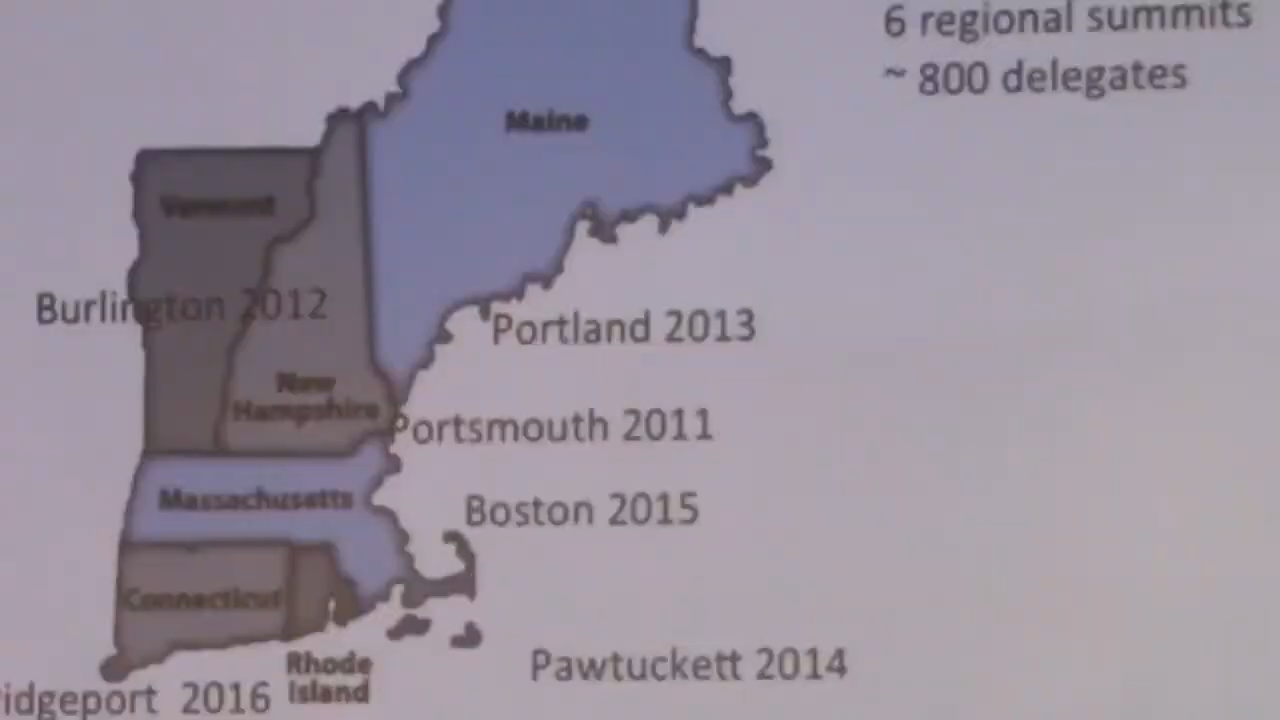 6 regional summits
~ 800 delegates
Maine
Vermont
Burlington 2012
Portland 2013
New
Hampshire
Portsmouth 2011
Massachusetts
Boston 2015
Connecticut
Rhode
Island
Pawtuckett 2014
idgeport 2016